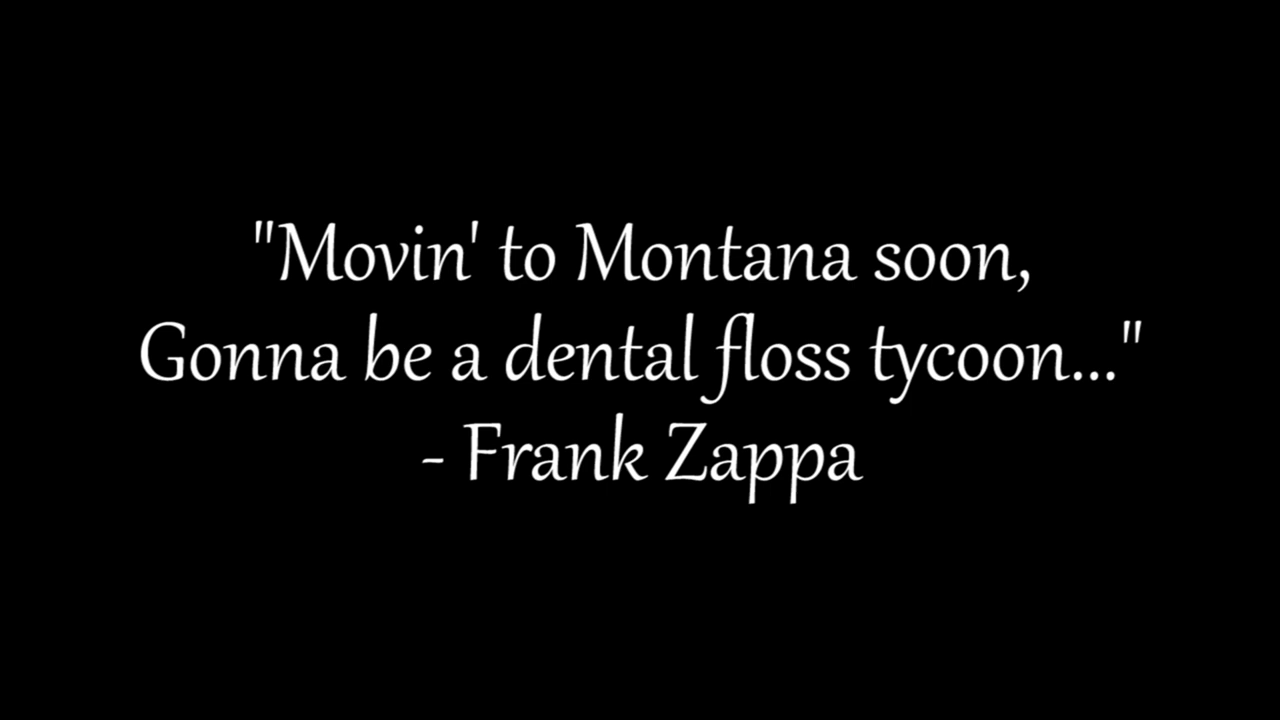 "Movin' to Montana soon,
Gonna be a dental floss tycoon..."
- Frank Zappa